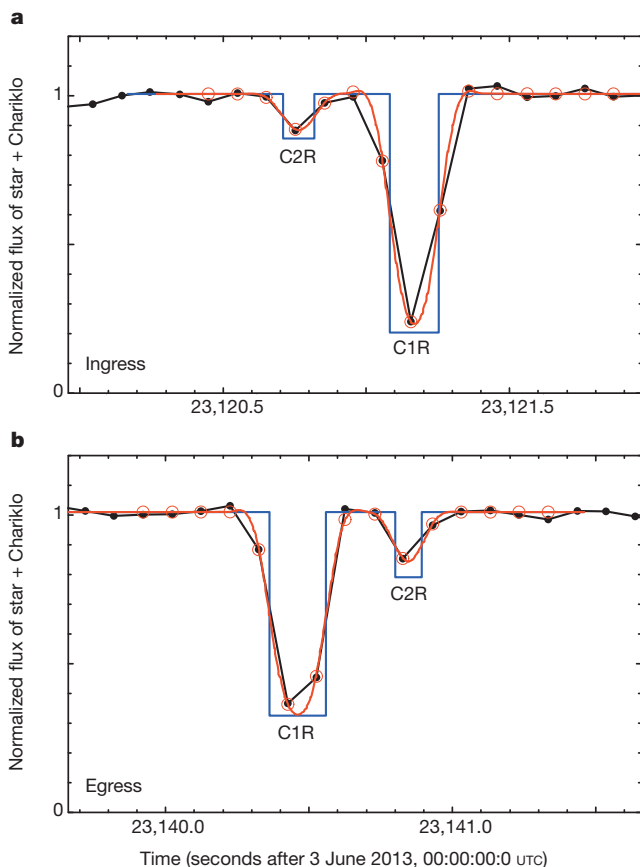 a
Normalized flux of star + Chariklo
1
0
C2R
C1R
Ingress
23,120.5
23,121.5
b
Normalized flux of star + Chariklo
1
0
C2R
C1R
Egress
23,140.0
23,141.0
Time (seconds after 3 June 2013, 00:00:00:0 UTC)